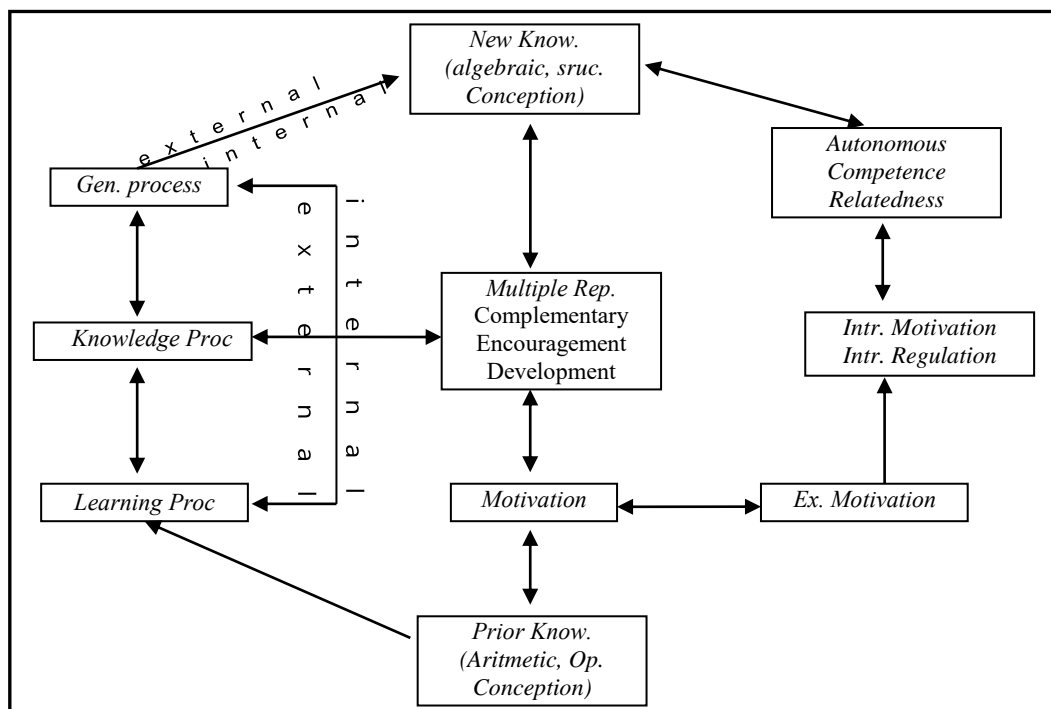 New Know.
(algebraic, sruc.
Conception)
external
internal
Gen. process
Autonomous
Competence
Relatedness
external
internal
Multiple Rep.
Complementary
Encouragement
Development
Knowledge Proc
Intr. Motivation
Intr. Regulation
Learning Proc
Motivation
Ex. Motivation
Prior Know.
(Aritmetic, Op.
Conception)